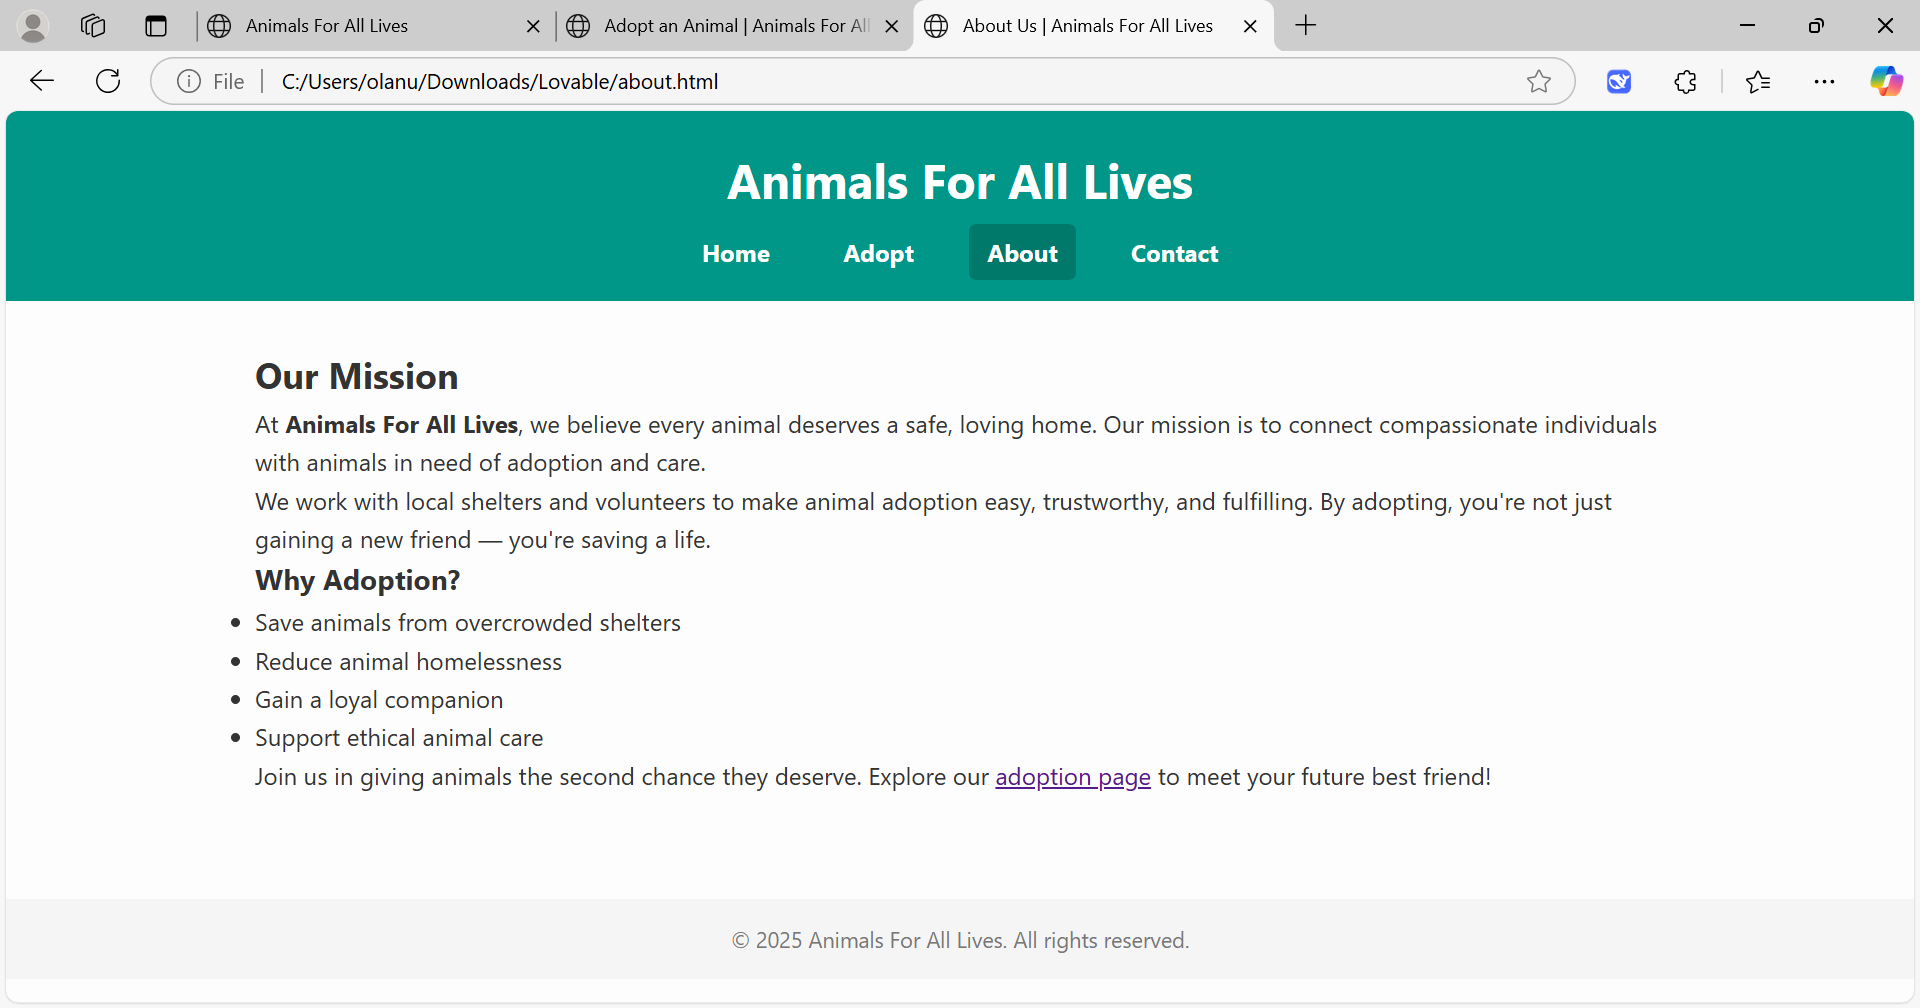 Animals For All Lives
Adopt an Animal | Animals For All
About Us | Animals For All Lives
File
C:/Users/olanu/Downloads/Lovable/about.html
Animals For All Lives
Home Adopt About Contact
Our Mission
At Animals For All Lives, we believe every animal deserves a safe, loving home. Our mission is to connect compassionate individuals
with animals in need of adoption and care.
We work with local shelters and volunteers to make animal adoption easy, trustworthy, and fulfilling. By adopting, you're not just
gaining a new friend — you're saving a life.
Why Adoption?
• Save animals from overcrowded shelters
• Reduce animal homelessness
• Gain a loyal companion
• Support ethical animal care
Join us in giving animals the second chance they deserve. Explore our adoption page to meet your future best friend!
© 2025 Animals For All Lives. All rights reserved.